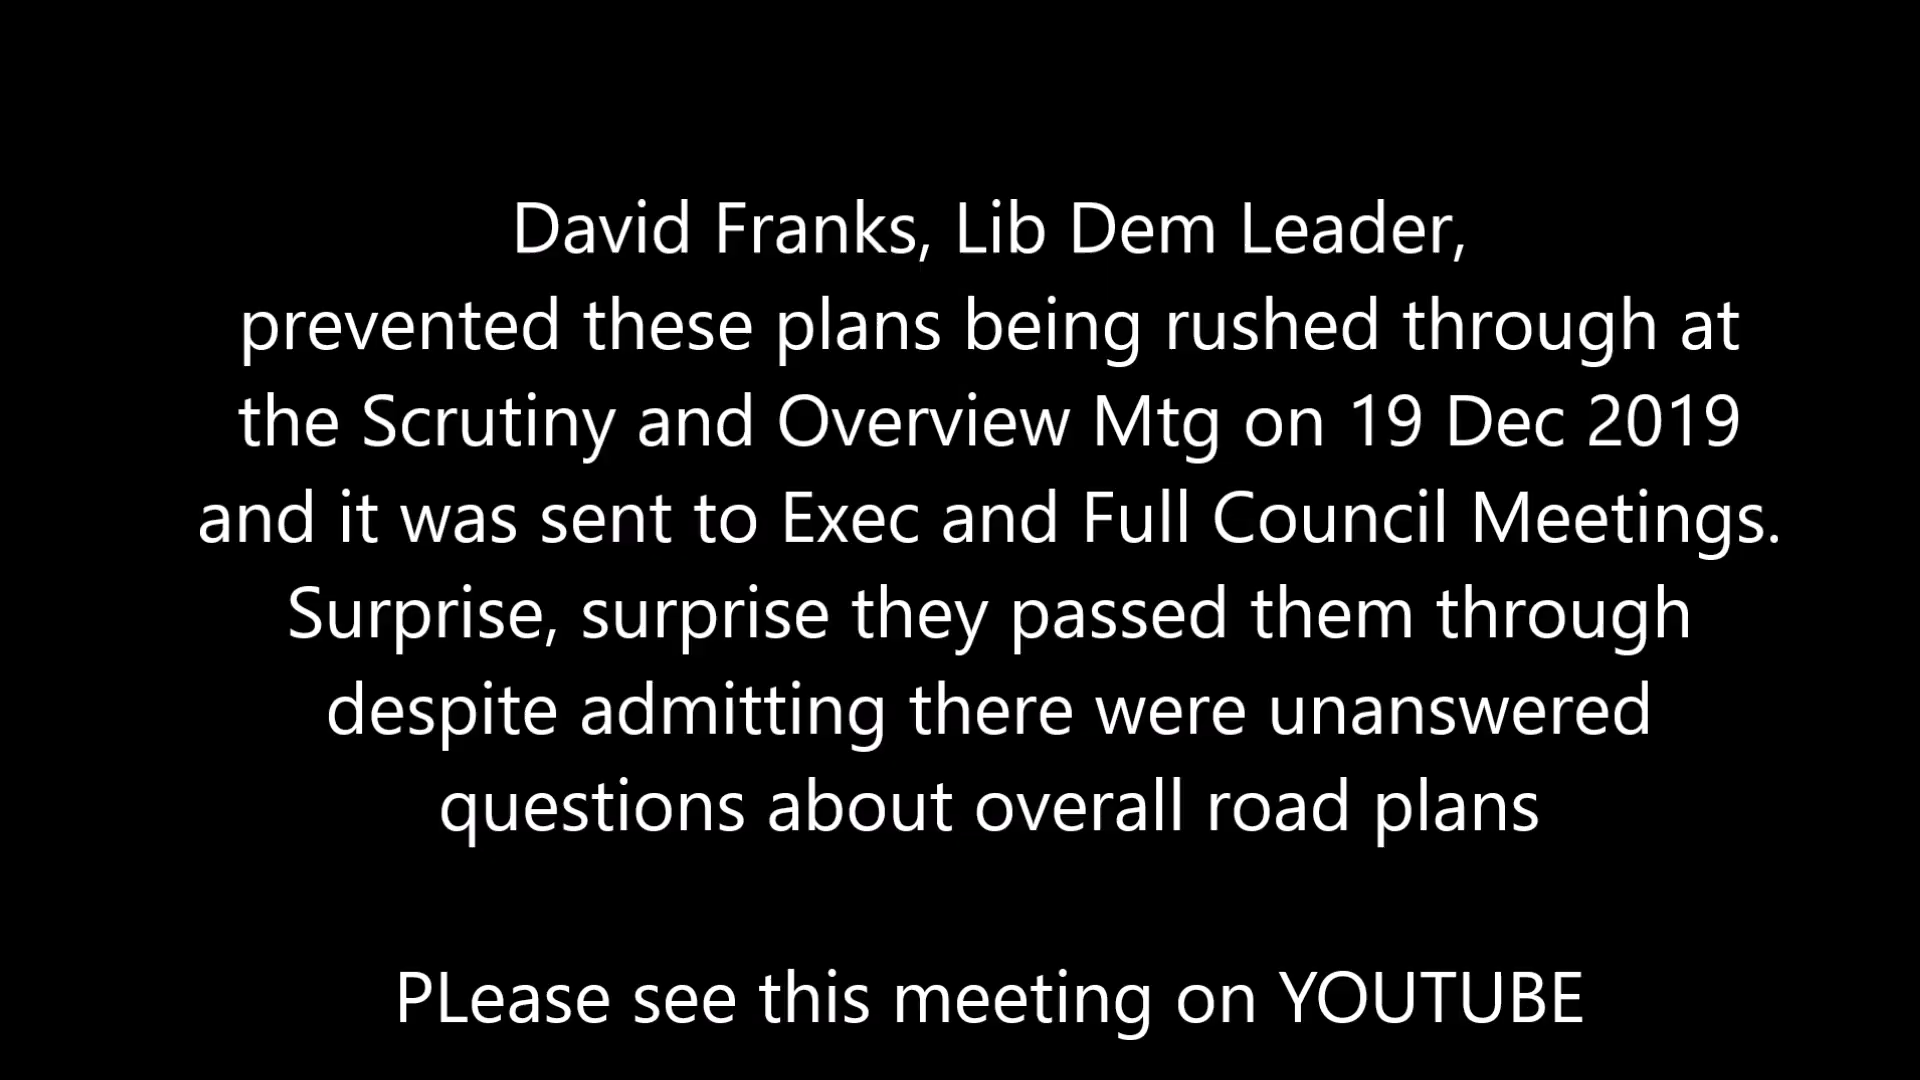 David Franks, Lib Dem Leader,
prevented these plans being rushed through at
the Scrutiny and Overview Mtg on 19 Dec 2019
and it was sent to Exec and Full Council Meetings.
Surprise, surprise they passed them through
despite admitting there were unanswered
questions about overall road plans
PLease see this meeting on YOUTUBE